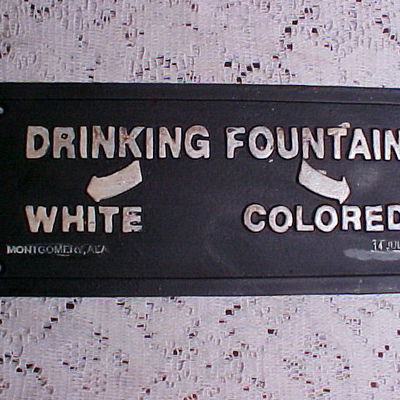 DRINKING FOUNTAIN
WHITE COLORED
MONTGOMERY, ALA 14 JUL